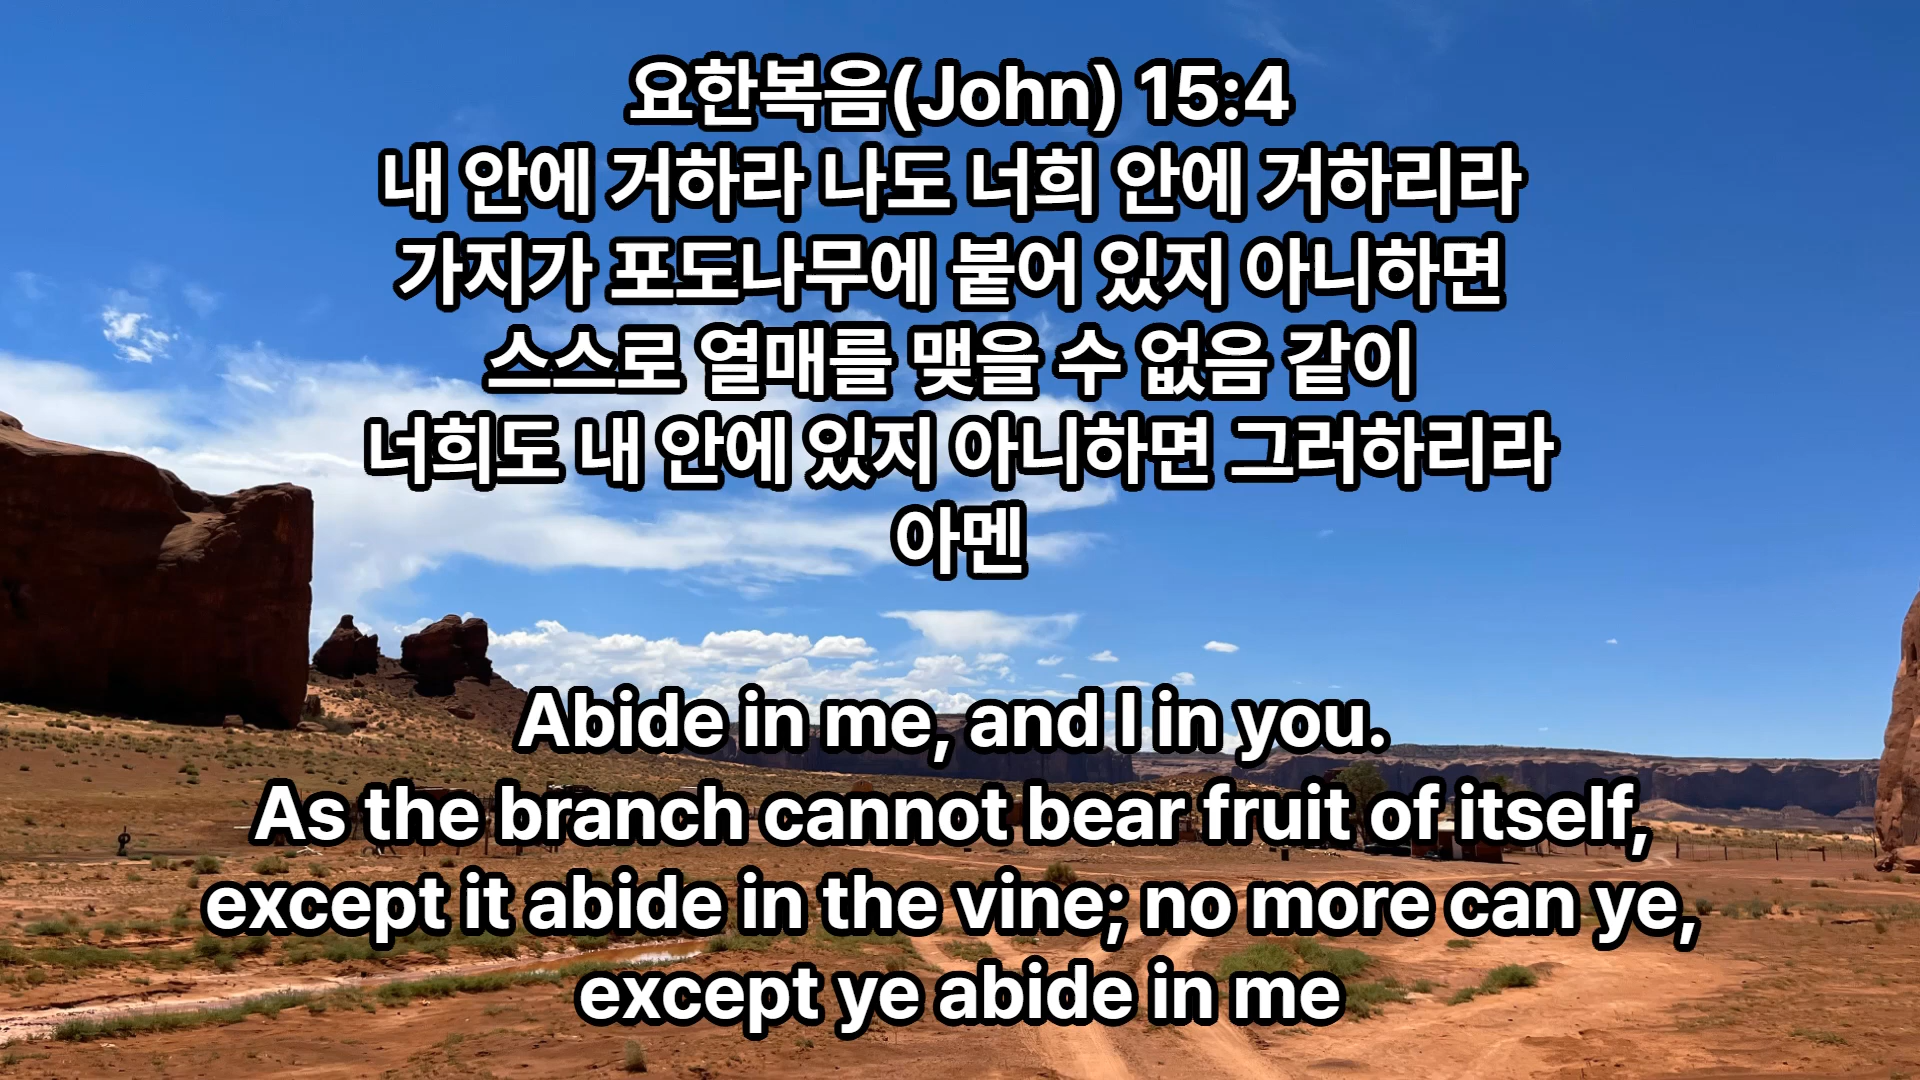 요한복음(John) 15:4
내 안에 거하라 나도 너희 안에 거하리라
가지가 포도나무에 붙어 있지 아니하면
스스로 열매를 맺을 수 없음 같이
너희도 내 안에 있지 아니하면 그러하리라
아멘
Abide in me, and I in you.
As the branch cannot bear fruit of itself,
except it abide in the vine; no more can ye,
except ye abide in me